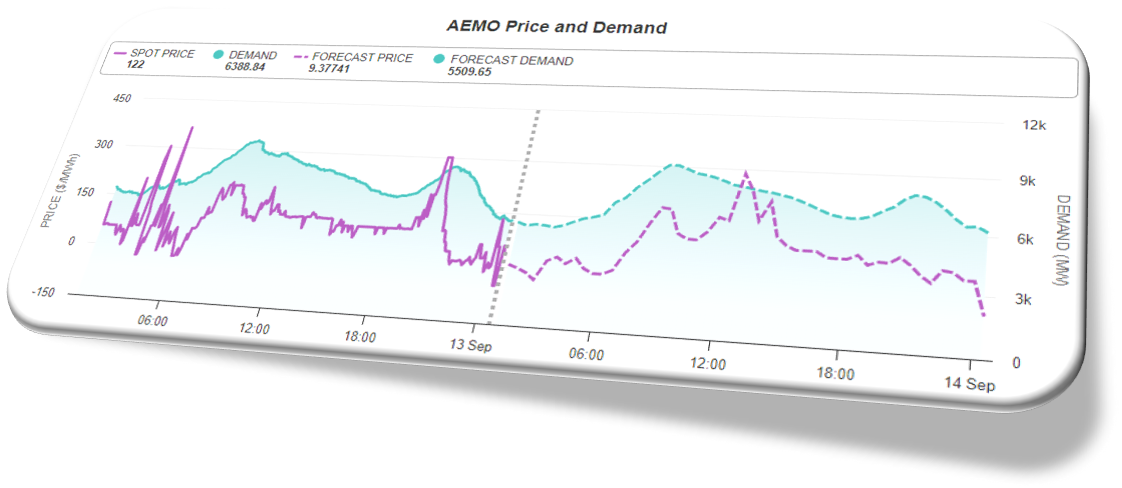 AEMO Price and Demand
SPOT PRICE DEMAND FORECAST PRICE FORECAST DEMAND
122 6388.84 9.37741 5509.65
450 12k
300 9k
150 6k
0 3k
-150 0
PRICE ($/MWh)
DEMAND (MW)
06:00 12:00 18:00 13 Sep 06:00 12:00 18:00 14 Sep